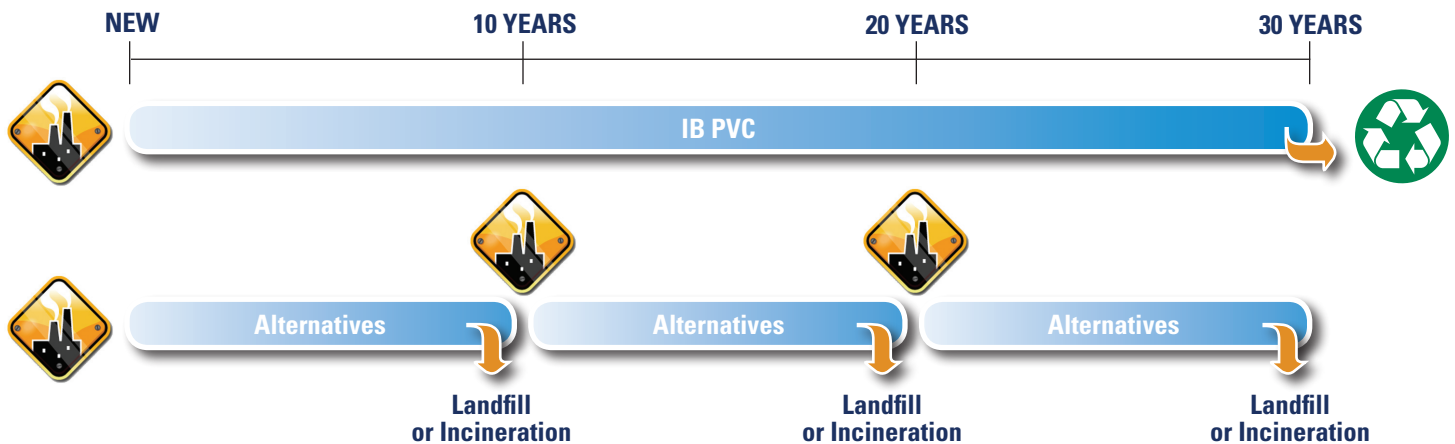 NEW
10 YEARS
20 YEARS
30 YEARS
IB PVC
Alternatives
Alternatives
Alternatives
Landfill
or Incineration
Landfill
or Incineration
Landfill
or Incineration